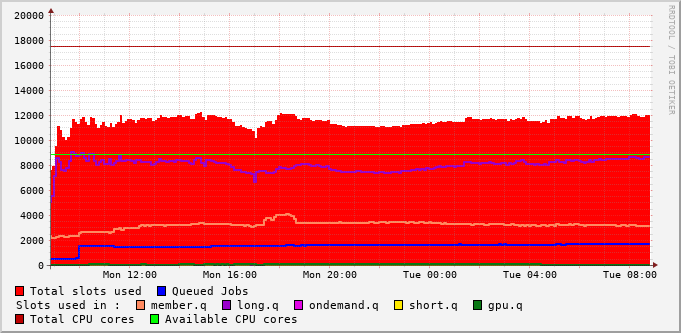 RRDTOOL / TOBI OETIKER
20000
18000
16000
14000
12000
10000
8000
6000
4000
2000
0
Mon 12:00 Mon 16:00 Mon 20:00 Tue 00:00 Tue 04:00 Tue 08:00
Total slots used Queued Jobs
Slots used in : member.q long.q ondemand.q short.q gpu.q
Total CPU cores Available CPU cores